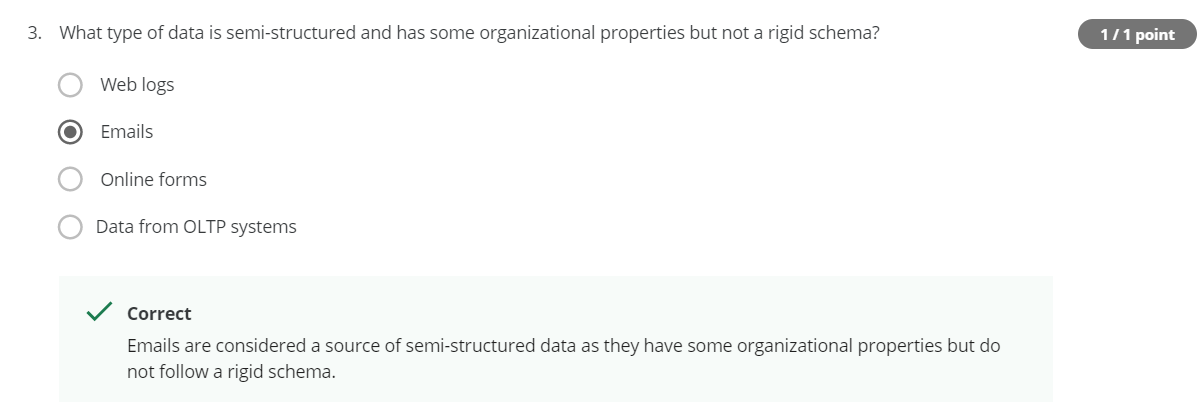 3. What type of data is semi-structured and has some organizational properties but not a rigid schema?
1 / 1 point
Web logs
Emails
Online forms
Data from OLTP systems
Correct
Emails are considered a source of semi-structured data as they have some organizational properties but do
not follow a rigid schema.